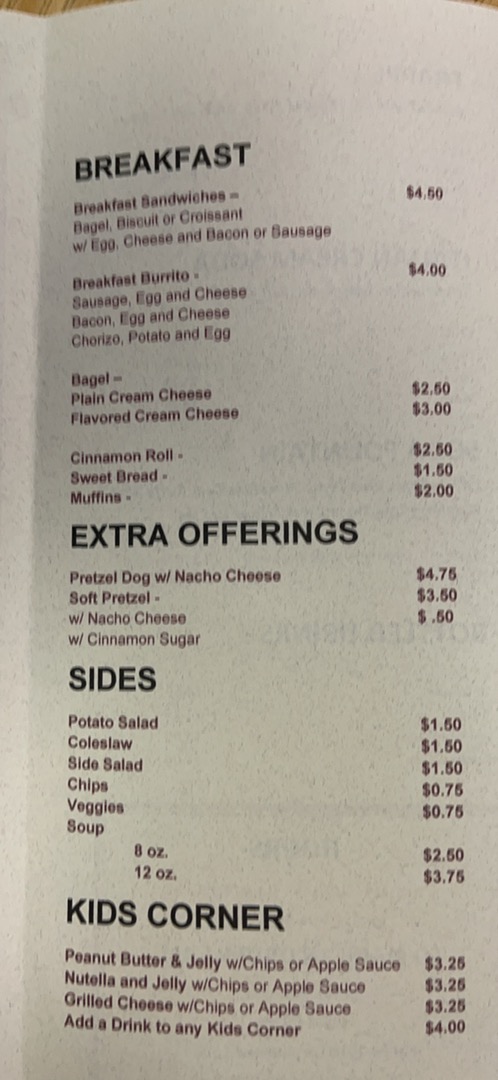 BREAKFAST
Breakfast Sandwiches - $4.50
Bagel, Biscuit or Croissant
w/ Egg, Cheese and Bacon or Sausage
Breakfast Burrito - $4.00
Sausage, Egg and Cheese
Bacon, Egg and Cheese
Chorizo, Potato and Egg
Bagel -
Plain Cream Cheese $2.50
Flavored Cream Cheese $3.00
Cinnamon Roll - $2.50
Sweet Bread - $1.50
Muffins - $2.00
EXTRA OFFERINGS
Pretzel Dog w/ Nacho Cheese $4.75
Soft Pretzel - $3.50
w/ Nacho Cheese $ .50
w/ Cinnamon Sugar
SIDES
Potato Salad $1.50
Coleslaw $1.50
Side Salad $1.50
Chips $0.75
Veggies $0.75
Soup
8 oz. $2.50
12 oz. $3.75
KIDS CORNER
Peanut Butter & Jelly w/Chips or Apple Sauce $3.25
Nutella and Jelly w/Chips or Apple Sauce $3.25
Grilled Cheese w/Chips or Apple Sauce $3.25
Add a Drink to any Kids Corner $4.00